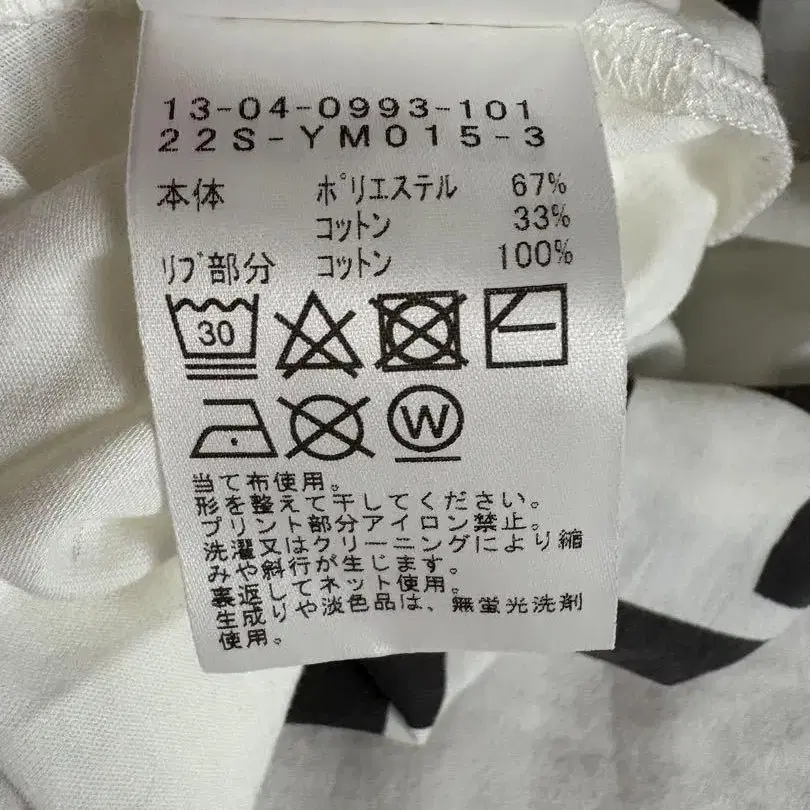 13-04-0993-101
22S-YM015-3
本体 ポリエステル 67%
コットン 33%
リブ部分 コットン 100%
30
W
当て布使用。
形を整えて干してください。
プリント部分アイロン禁止。
洗濯又はクリーニングにより縮
みや斜行が生じます。
裏返してネット使用。
生成りや淡色品は、無蛍光洗剤
使用。